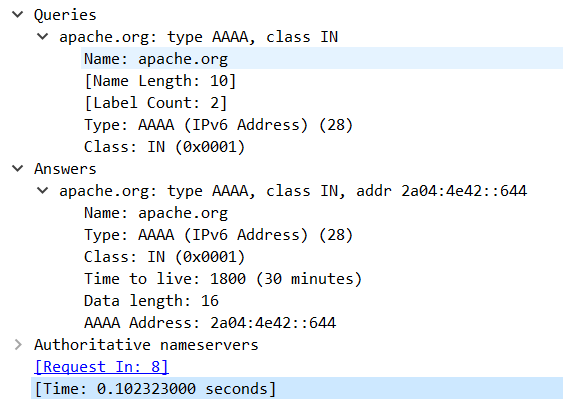 Queries
apache.org: type AAAA, class IN
Name: apache.org
[Name Length: 10]
[Label Count: 2]
Type: AAAA (IPv6 Address) (28)
Class: IN (0x0001)
Answers
apache.org: type AAAA, class IN, addr 2a04:4e42::644
Name: apache.org
Type: AAAA (IPv6 Address) (28)
Class: IN (0x0001)
Time to live: 1800 (30 minutes)
Data length: 16
AAAA Address: 2a04:4e42::644
Authoritative nameservers
[Request In: 8]
[Time: 0.102323000 seconds]